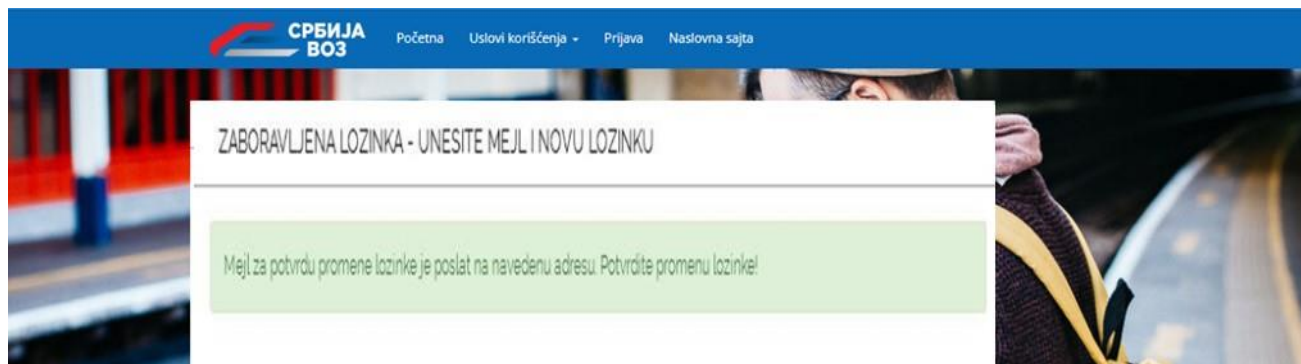 СРБИЈА
ВОЗ
Početna Uslovi korišćenja Prijava Naslovna sajta
ZABORAVLJENA LOZINKA - UNESITE MEJL I NOVU LOZINKU
Mejl za potvrdu promene lozinke je poslat na navedenu adresu. Potvrdite promenu lozinke!